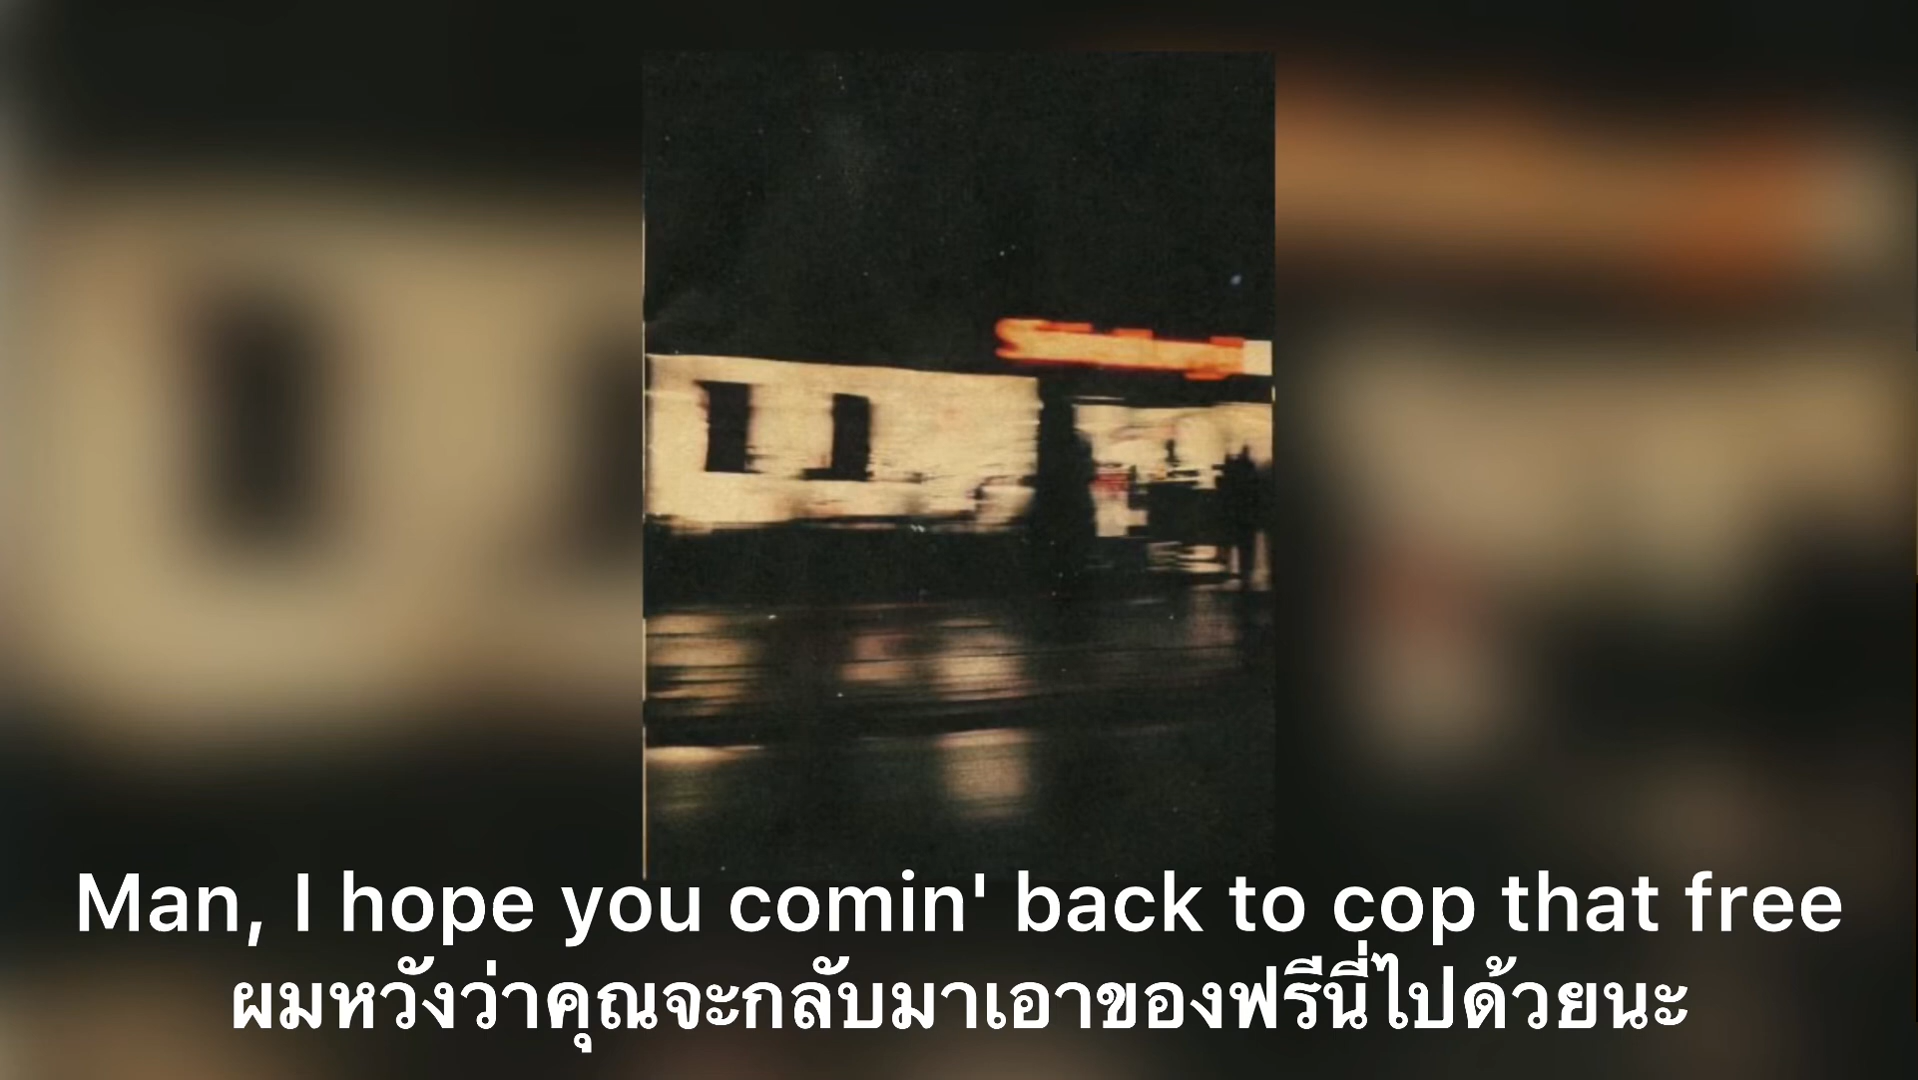 Man, I hope you comin' back to cop that free
ผมหวังว่าคุณจะกลับมาเอาของฟรีนี่ไปด้วยนะ